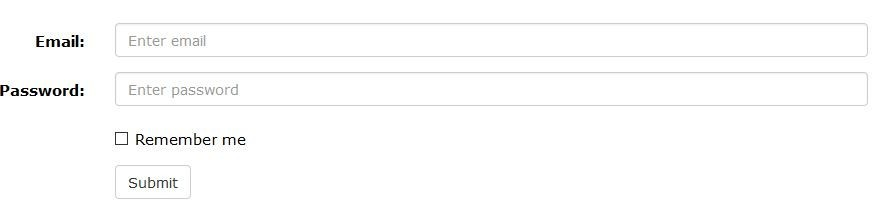 Email: Enter email
Password: Enter password
Remember me
Submit